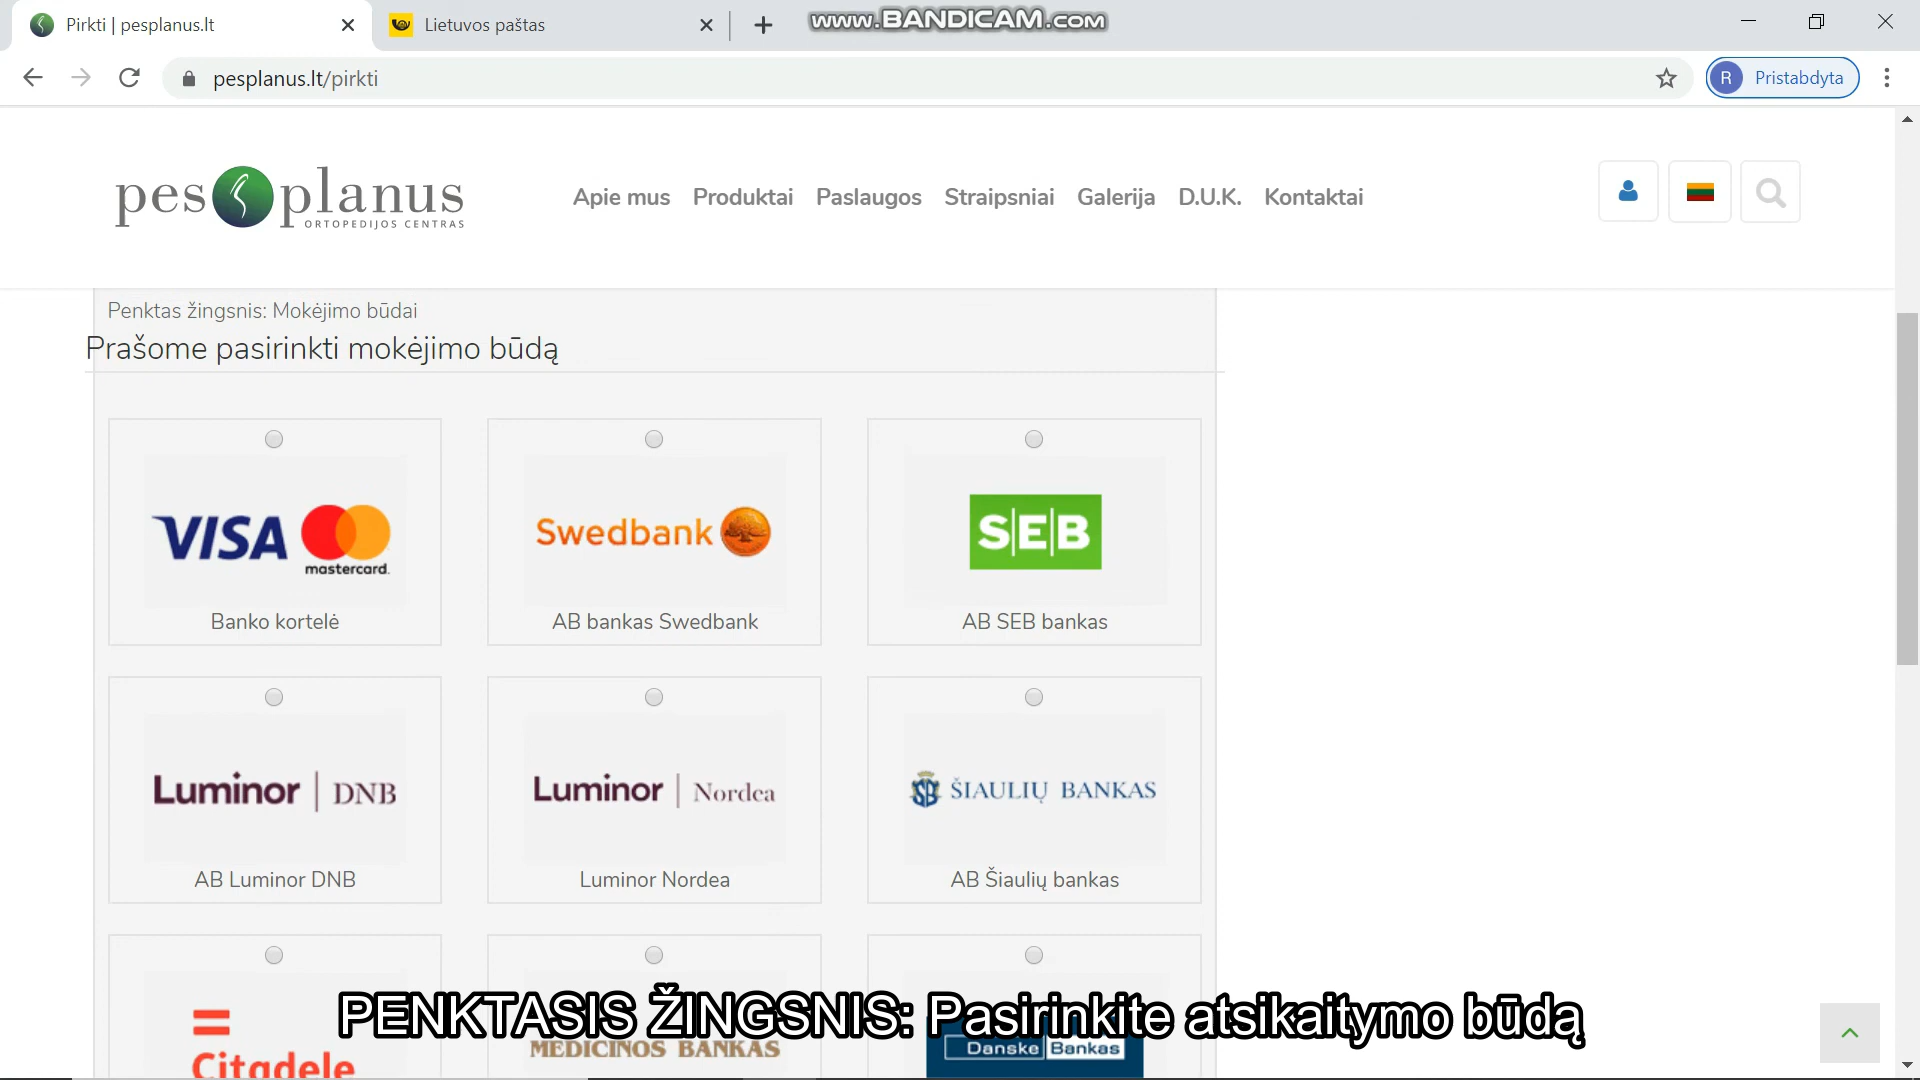 Pirkti | pesplanus.lt
Lietuvos paštas
www.BANDICAM.com
pesplanus.lt/pirkti
R Pristabdyta
pes planus
ORTOPEDIJOS CENTRAS
Apie mus Produktai Paslaugos Straipsniai Galerija D.U.K. Kontaktai
Penktas žingsnis: Mokėjimo būdai
Prašome pasirinkti mokėjimo būdą
VISA mastercard.
Swedbank
S|E|B
Banko kortelė
AB bankas Swedbank
AB SEB bankas
Luminor | DNB
Luminor | Nordea
ŠB ŠIAULIŲ BANKAS
AB Luminor DNB
Luminor Nordea
AB Šiaulių bankas
PENKTASIS ŽINGSNIS: Pasirinkite atsikaitymo būdą
Citadele
MEDICINOS BANKAS
Danske Bankas